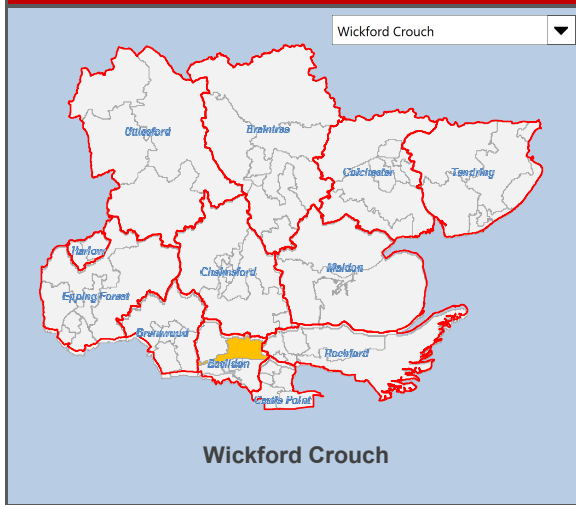 Wickford Crouch
Uttlesford
Braintree
Colchester
Tendring
Harlow
Chelmsford
Maldon
Epping Forest
Brentwood
Rochford
Basildon
Castle Point
Wickford Crouch